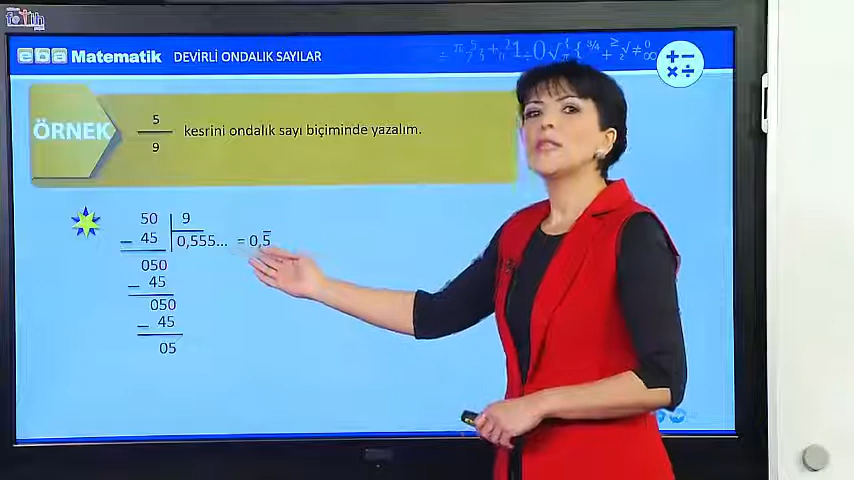 fatih
eba Matematik DEVİRLİ ONDALIK SAYILAR
ÖRNEK
5
9
kesrini ondalık sayı biçiminde yazalım.
50 9
– 45 0,555... = 0,5̅
050
– 45
050
– 45
05